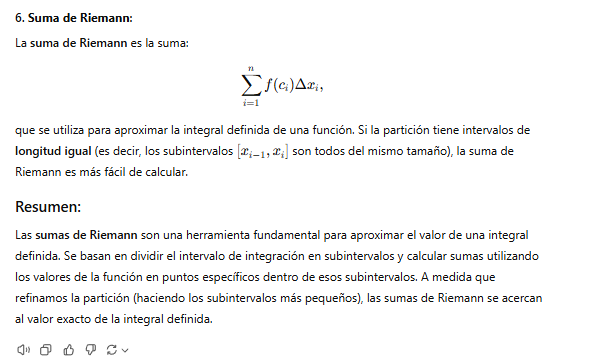 6. Suma de Riemann:
La suma de Riemann es la suma:
\sum_{i=1}^{n} f(c_i)\Delta x_i,
que se utiliza para aproximar la integral definida de una función. Si la partición tiene intervalos de
longitud igual (es decir, los subintervalos [x_{i-1}, x_i] son todos del mismo tamaño), la suma de
Riemann es más fácil de calcular.
Resumen:
Las sumas de Riemann son una herramienta fundamental para aproximar el valor de una integral
definida. Se basan en dividir el intervalo de integración en subintervalos y calcular sumas utilizando
los valores de la función en puntos específicos dentro de esos subintervalos. A medida que
refinamos la partición (haciendo los subintervalos más pequeños), las sumas de Riemann se acercan
al valor exacto de la integral definida.